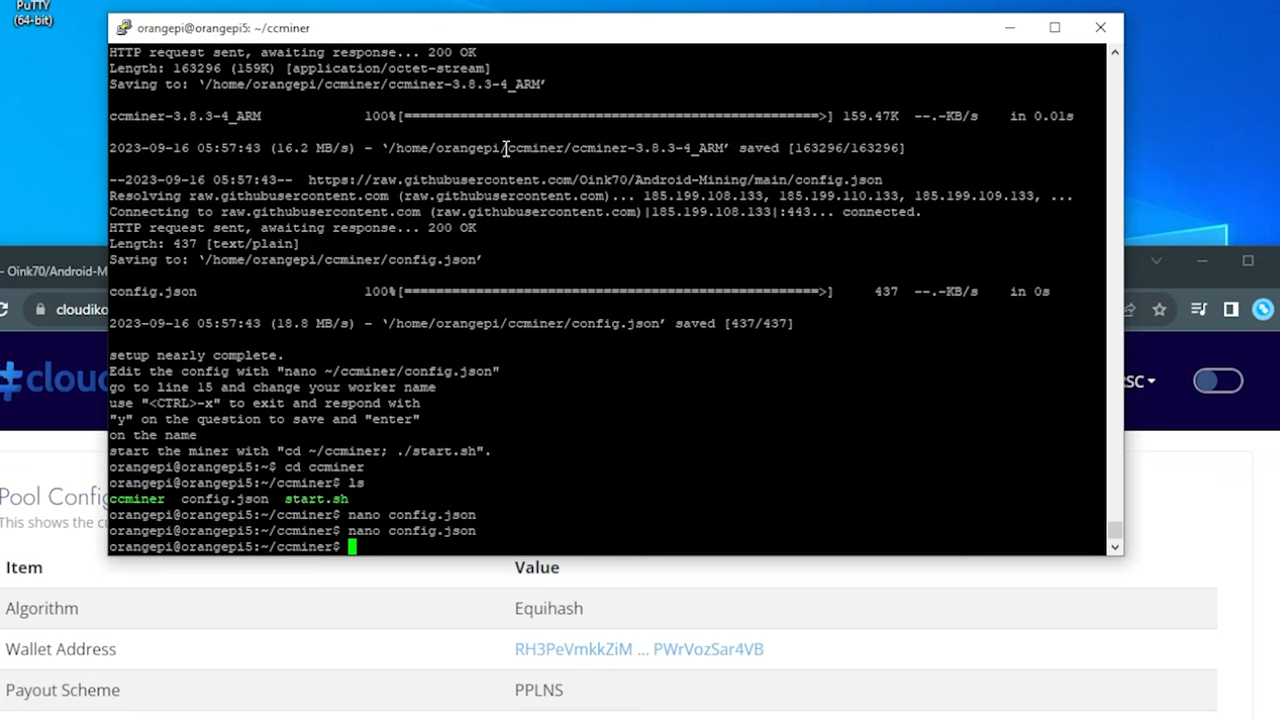 PuTTY
(64-bit)
orangepi@orangepi5: ~/ccminer
HTTP request sent, awaiting response... 200 OK
Length: 163296 (159K) [application/octet-stream]
Saving to: ‘/home/orangepi/ccminer/ccminer-3.8.3-4_ARM’
ccminer-3.8.3-4_ARM 100%[===================================================>] 159.47K --.-KB/s in 0.01s
2023-09-16 05:57:43 (16.2 MB/s) - ‘/home/orangepi/ccminer/ccminer-3.8.3-4_ARM’ saved [163296/163296]
--2023-09-16 05:57:43-- https://raw.githubusercontent.com/Oink70/Android-Mining/main/config.json
Resolving raw.githubusercontent.com (raw.githubusercontent.com)... 185.199.108.133, 185.199.110.133, 185.199.109.133, ...
Connecting to raw.githubusercontent.com (raw.githubusercontent.com)|185.199.108.133|:443... connected.
HTTP request sent, awaiting response... 200 OK
Length: 437 [text/plain]
Saving to: ‘/home/orangepi/ccminer/config.json’
config.json 100%[===================================================>] 437 --.-KB/s in 0s
2023-09-16 05:57:43 (18.8 MB/s) - ‘/home/orangepi/ccminer/config.json’ saved [437/437]
setup nearly complete.
Edit the config with "nano ~/ccminer/config.json"
go to line 15 and change your worker name
use "<CTRL>-x" to exit and respond with
"y" on the question to save and "enter"
on the name
start the miner with "cd ~/ccminer; ./start.sh".
orangepi@orangepi5:~$ cd ccminer
orangepi@orangepi5:~/ccminer$ ls
ccminer config.json start.sh
orangepi@orangepi5:~/ccminer$ nano config.json
orangepi@orangepi5:~/ccminer$ nano config.json
orangepi@orangepi5:~/ccminer$
- Oink70/Android-M
cloudiko
cloud
SC
Pool Config
This shows the cu
Item Value
Algorithm Equihash
Wallet Address RH3PeVmkkZiM ... PWrVozSar4VB
Payout Scheme PPLNS